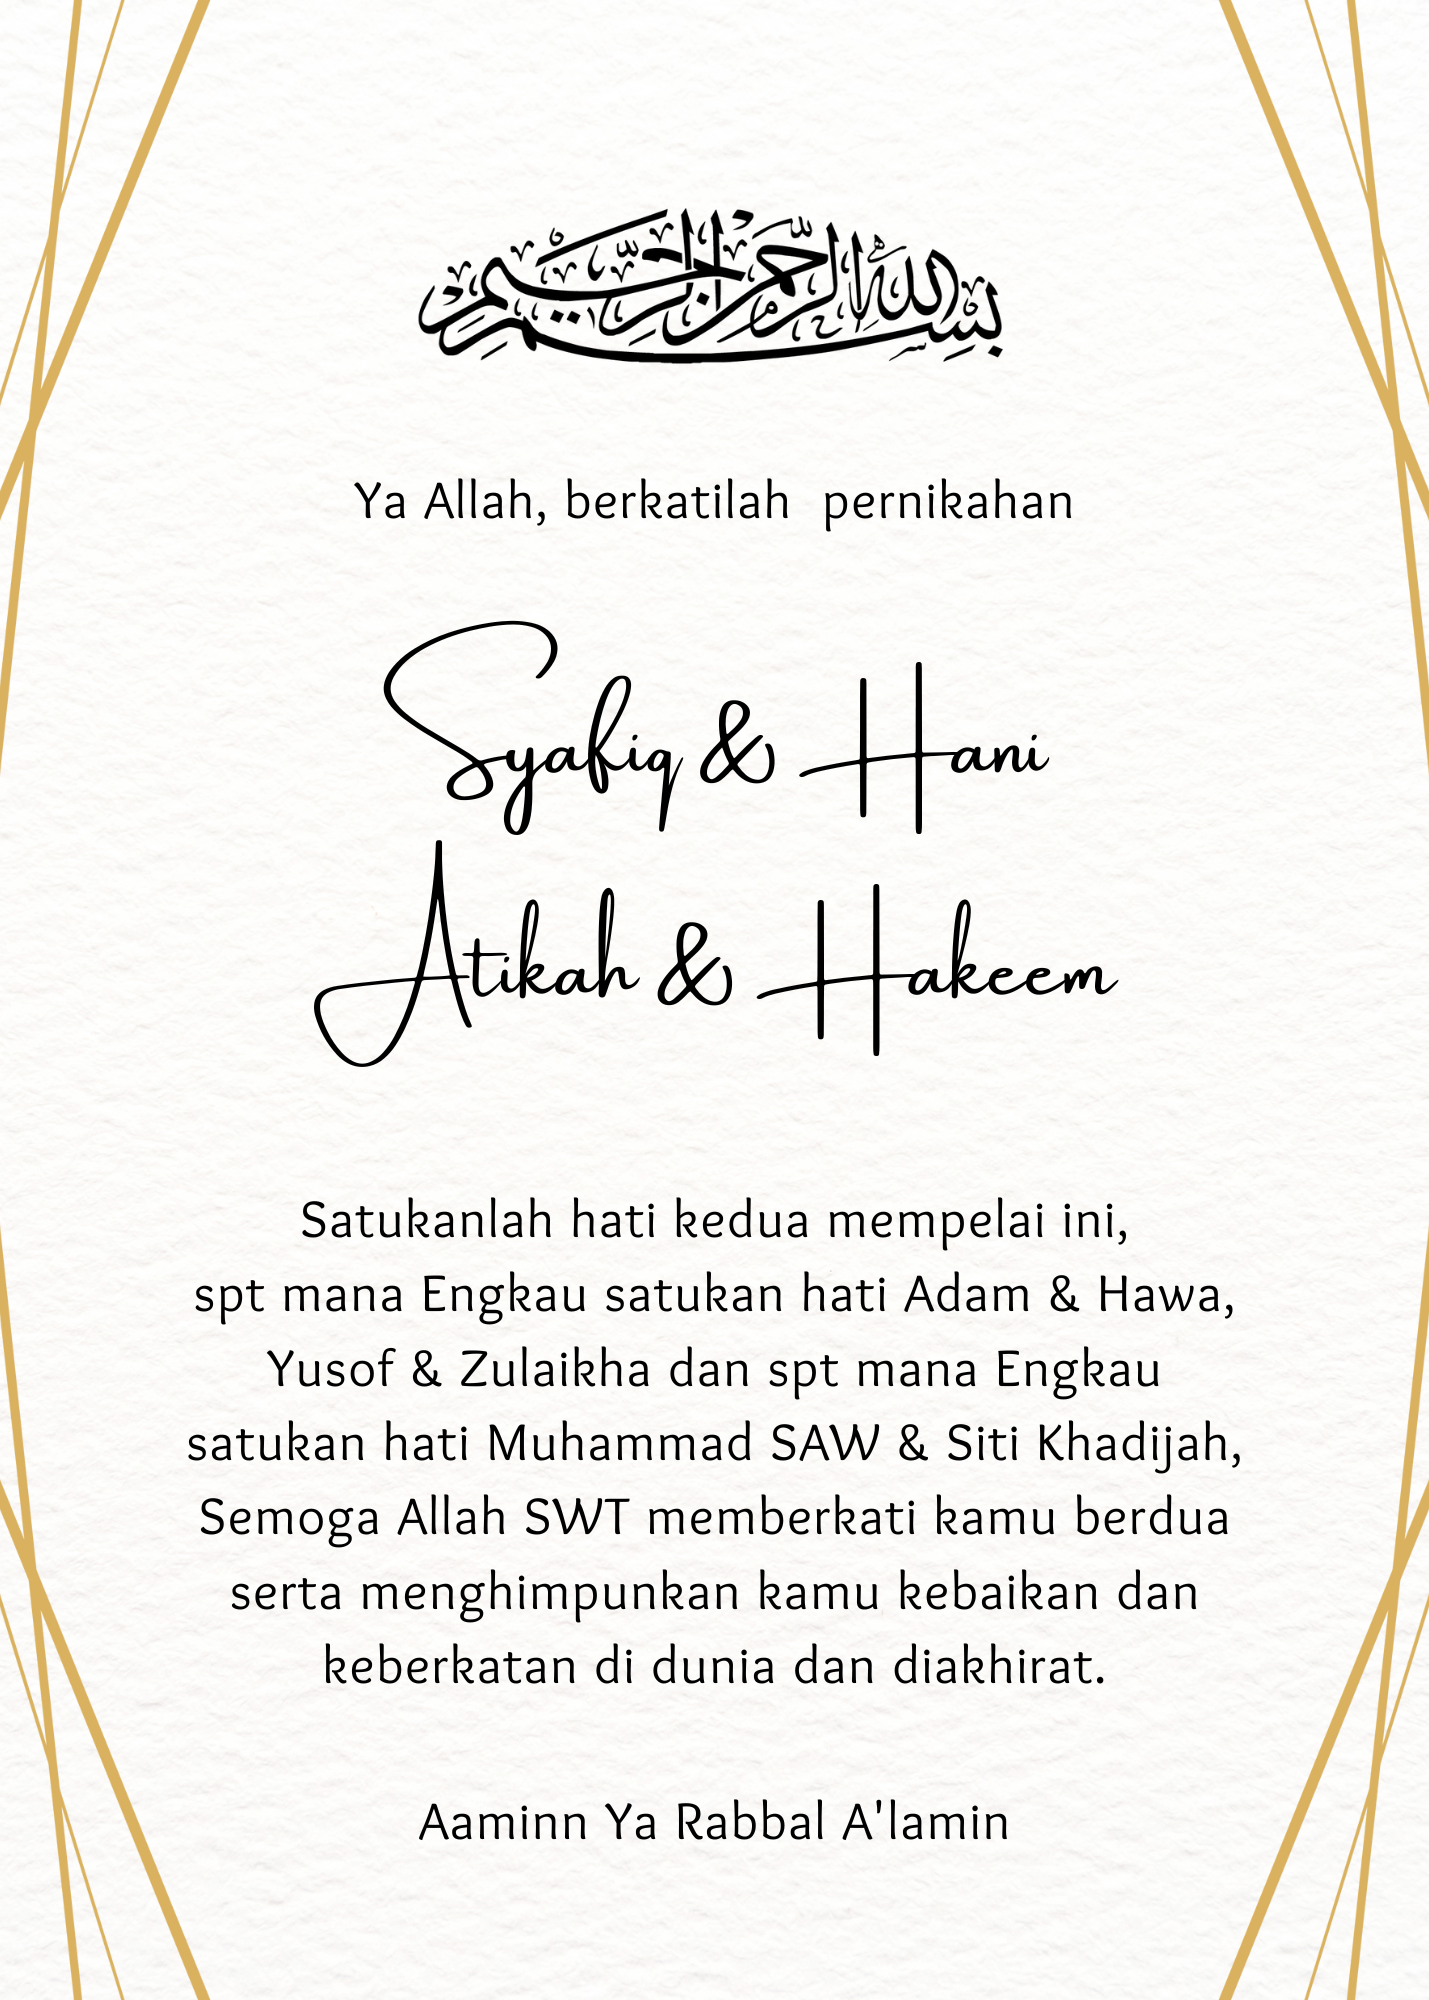 بسم الله الرحمن الرحيم
Ya Allah, berkatilah  pernikahan
Syafiq & Hani
Atikah & Hakeem
Satukanlah hati kedua mempelai ini,
spt mana Engkau satukan hati Adam & Hawa,
Yusof & Zulaikha dan spt mana Engkau
satukan hati Muhammad SAW & Siti Khadijah,
Semoga Allah SWT memberkati kamu berdua
serta menghimpunkan kamu kebaikan dan
keberkatan di dunia dan diakhirat.
Aaminn Ya Rabbal A'lamin